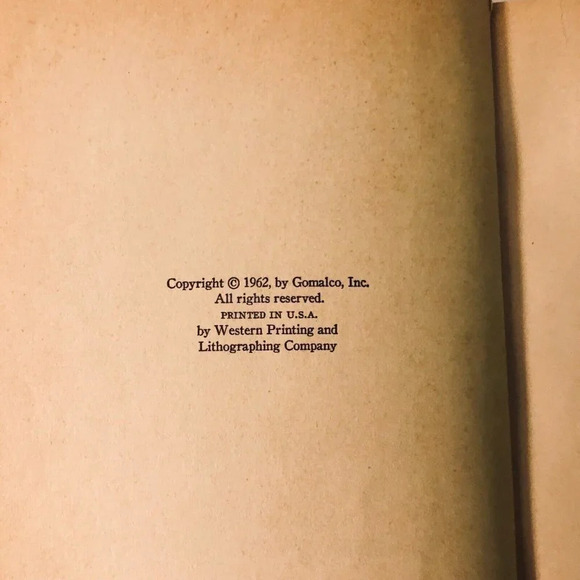 Copyright © 1962, by Gomalco, Inc.
All rights reserved.
PRINTED IN U.S.A.
by Western Printing and
Lithographing Company